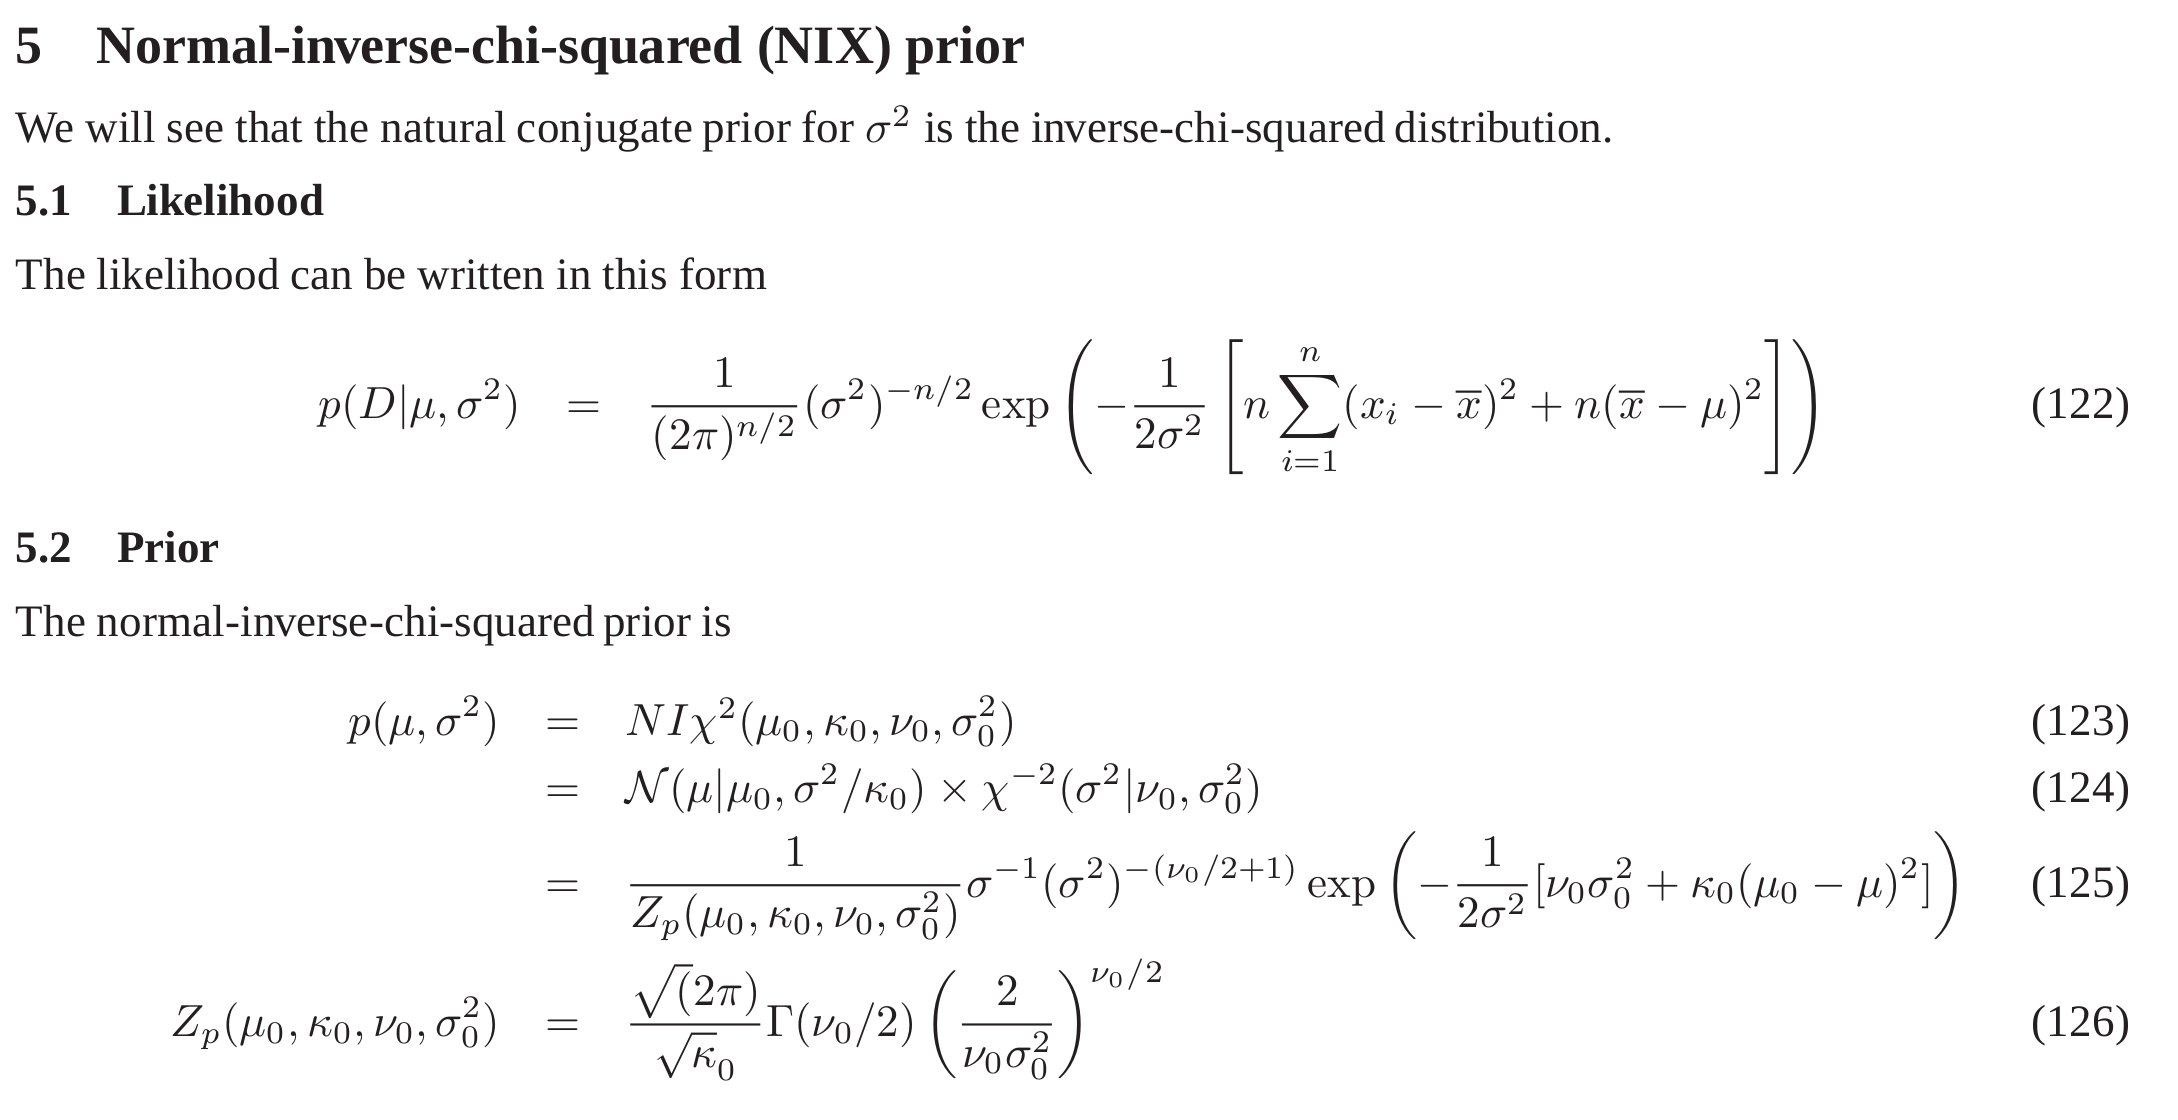 5 Normal-inverse-chi-squared (NIX) prior
We will see that the natural conjugate prior for σ² is the inverse-chi-squared distribution.
5.1 Likelihood
The likelihood can be written in this form
$p(D|\mu, \sigma^2) = \frac{1}{(2\pi)^{n/2}} (\sigma^2)^{-n/2} \exp\left(-\frac{1}{2\sigma^2}\left[n\sum_{i=1}^{n}(x_i - \overline{x})^2 + n(\overline{x} - \mu)^2\right]\right)$ (122)
5.2 Prior
The normal-inverse-chi-squared prior is
$p(\mu, \sigma^2) = NI\chi^2(\mu_0, \kappa_0, \nu_0, \sigma_0^2)$ (123)
$= \mathcal{N}(\mu|\mu_0, \sigma^2/\kappa_0) \times \chi^{-2}(\sigma^2|\nu_0, \sigma_0^2)$ (124)
$= \frac{1}{Z_p(\mu_0, \kappa_0, \nu_0, \sigma_0^2)} \sigma^{-1}(\sigma^2)^{-(\nu_0/2+1)} \exp\left(-\frac{1}{2\sigma^2}[\nu_0\sigma_0^2 + \kappa_0(\mu_0 - \mu)^2]\right)$ (125)
$Z_p(\mu_0, \kappa_0, \nu_0, \sigma_0^2) = \frac{\sqrt(2\pi)}{\sqrt{\kappa}_0} \Gamma(\nu_0/2) \left(\frac{2}{\nu_0\sigma_0^2}\right)^{\nu_0/2}$ (126)